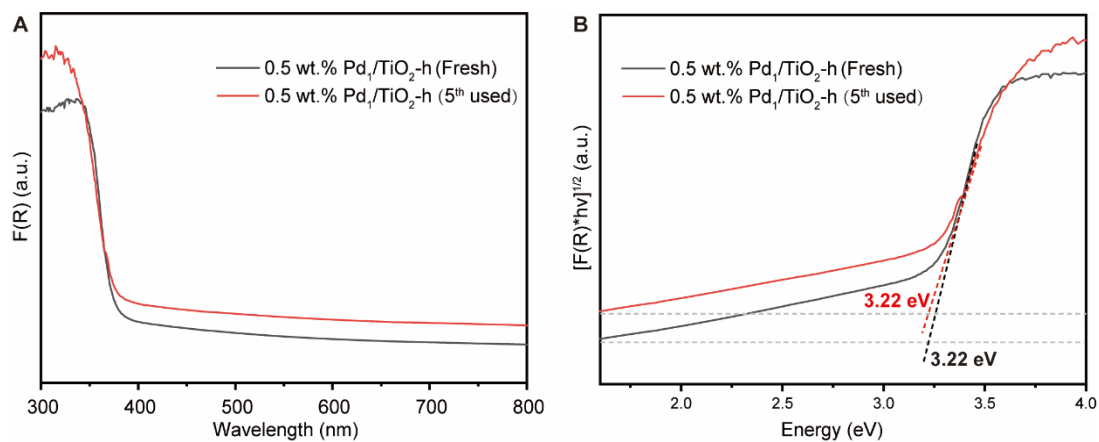 A
0.5 wt.% Pd₁/TiO₂-h (Fresh)
0.5 wt.% Pd₁/TiO₂-h (5ᵗʰ used)
F(R) (a.u.)
300 400 500 600 700 800
Wavelength (nm)
B
0.5 wt.% Pd₁/TiO₂-h (Fresh)
0.5 wt.% Pd₁/TiO₂-h (5ᵗʰ used)
[F(R)*hv]¹/²(a.u.)
3.22 eV
3.22 eV
2.0 2.5 3.0 3.5 4.0
Energy (eV)